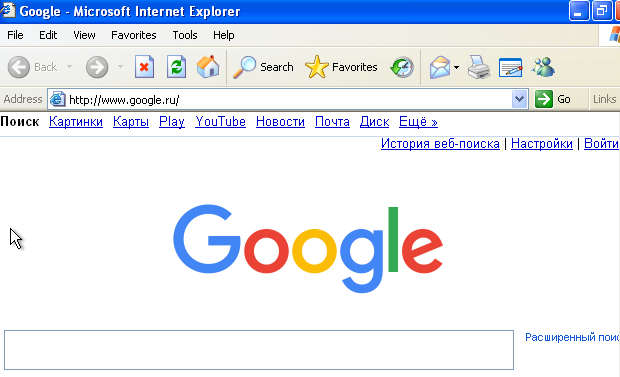 Google - Microsoft Internet Explorer
File Edit View Favorites Tools Help
Back Search Favorites
Address http://www.google.ru/ Go Links
Поиск Картинки Карты Play YouTube Новости Почта Диск Ещё »
История веб-поиска | Настройки | Войти
Google
Расширенный поис